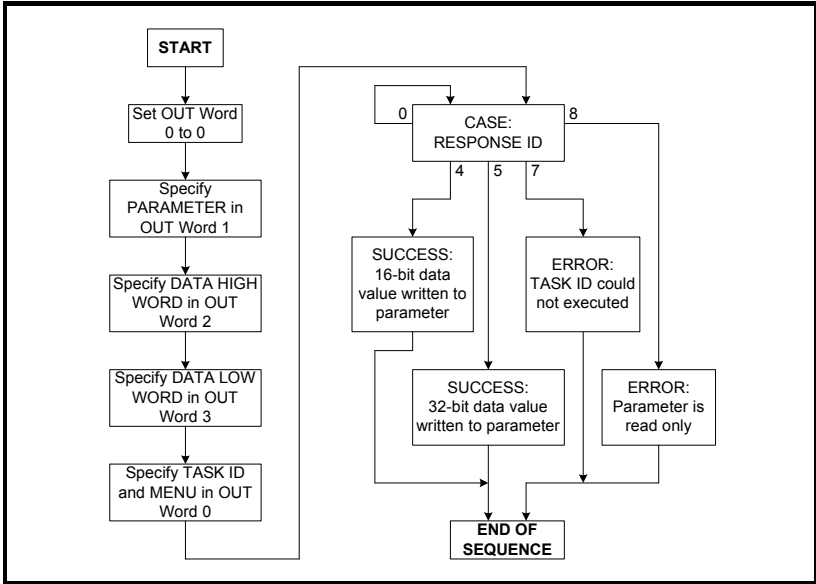 START
Set OUT Word
0 to 0
Specify
PARAMETER in
OUT Word 1
Specify DATA HIGH
WORD in OUT
Word 2
Specify DATA LOW
WORD in OUT
Word 3
Specify TASK ID
and MENU in OUT
Word 0
0
CASE:
RESPONSE ID
8
4
5
7
SUCCESS:
16-bit data
value written to
parameter
ERROR:
TASK ID could
not executed
SUCCESS:
32-bit data value
written to parameter
ERROR:
Parameter is
read only
END OF
SEQUENCE